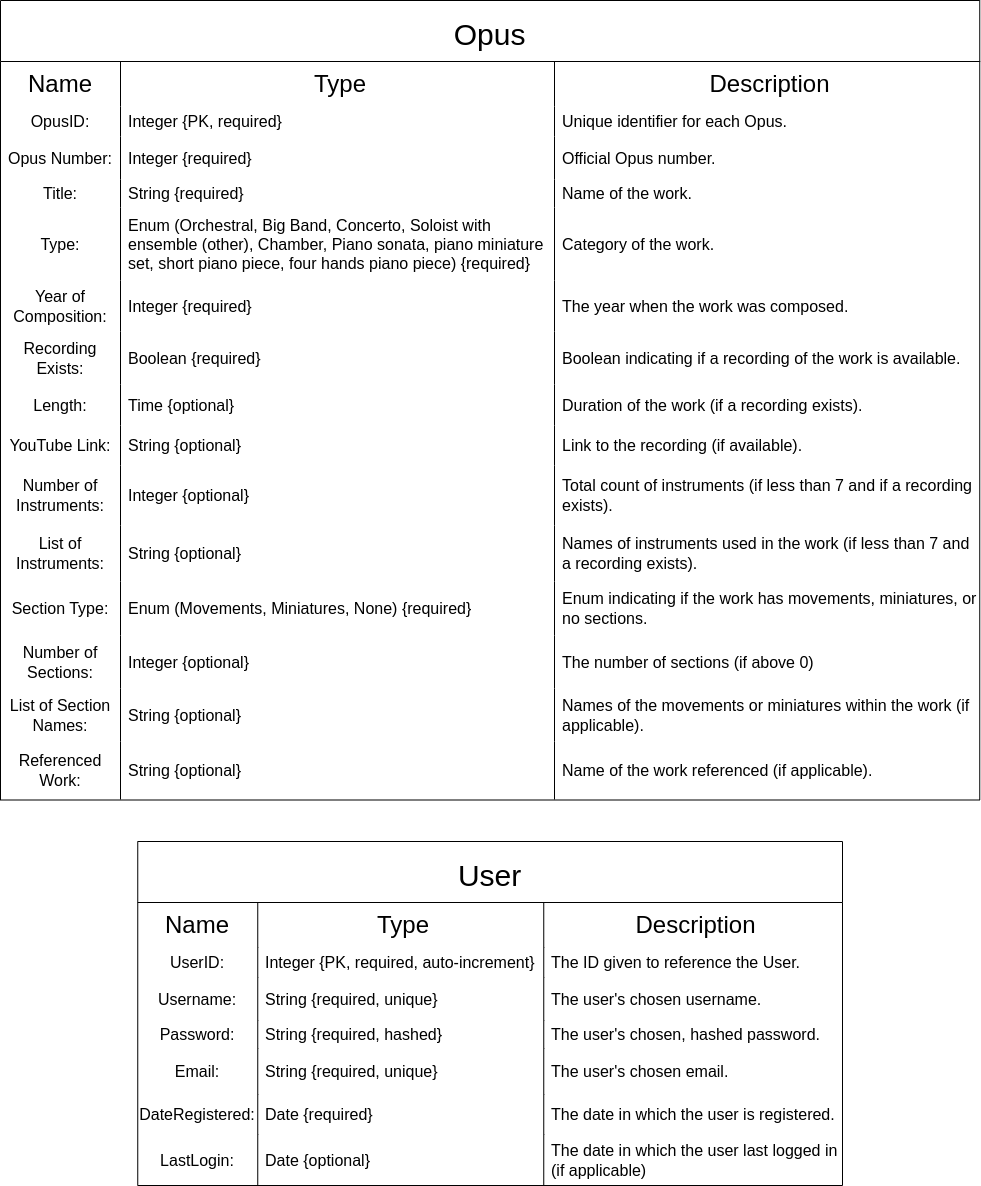 Opus
Name Type Description
OpusID: Integer {PK, required} Unique identifier for each Opus.
Opus Number: Integer {required} Official Opus number.
Title: String {required} Name of the work.
Type:
Enum (Orchestral, Big Band, Concerto, Soloist with
ensemble (other), Chamber, Piano sonata, piano miniature
set, short piano piece, four hands piano piece) {required}
Category of the work.
Year of
Composition:
Integer {required}
The year when the work was composed.
Recording
Exists:
Boolean {required}
Boolean indicating if a recording of the work is available.
Length: Time {optional} Duration of the work (if a recording exists).
YouTube Link: String {optional} Link to the recording (if available).
Number of
Instruments:
Integer {optional}
Total count of instruments (if less than 7 and if a recording
exists).
List of
Instruments:
String {optional}
Names of instruments used in the work (if less than 7 and
a recording exists).
Section Type: Enum (Movements, Miniatures, None) {required}
Enum indicating if the work has movements, miniatures, or
no sections.
Number of
Sections:
Integer {optional}
The number of sections (if above 0)
List of Section
Names:
String {optional}
Names of the movements or miniatures within the work (if
applicable).
Referenced
Work:
String {optional}
Name of the work referenced (if applicable).
User
Name Type Description
UserID: Integer {PK, required, auto-increment} The ID given to reference the User.
Username: String {required, unique} The user's chosen username.
Password: String {required, hashed} The user's chosen, hashed password.
Email: String {required, unique} The user's chosen email.
DateRegistered: Date {required} The date in which the user is registered.
LastLogin: Date {optional}
The date in which the user last logged in
(if applicable)